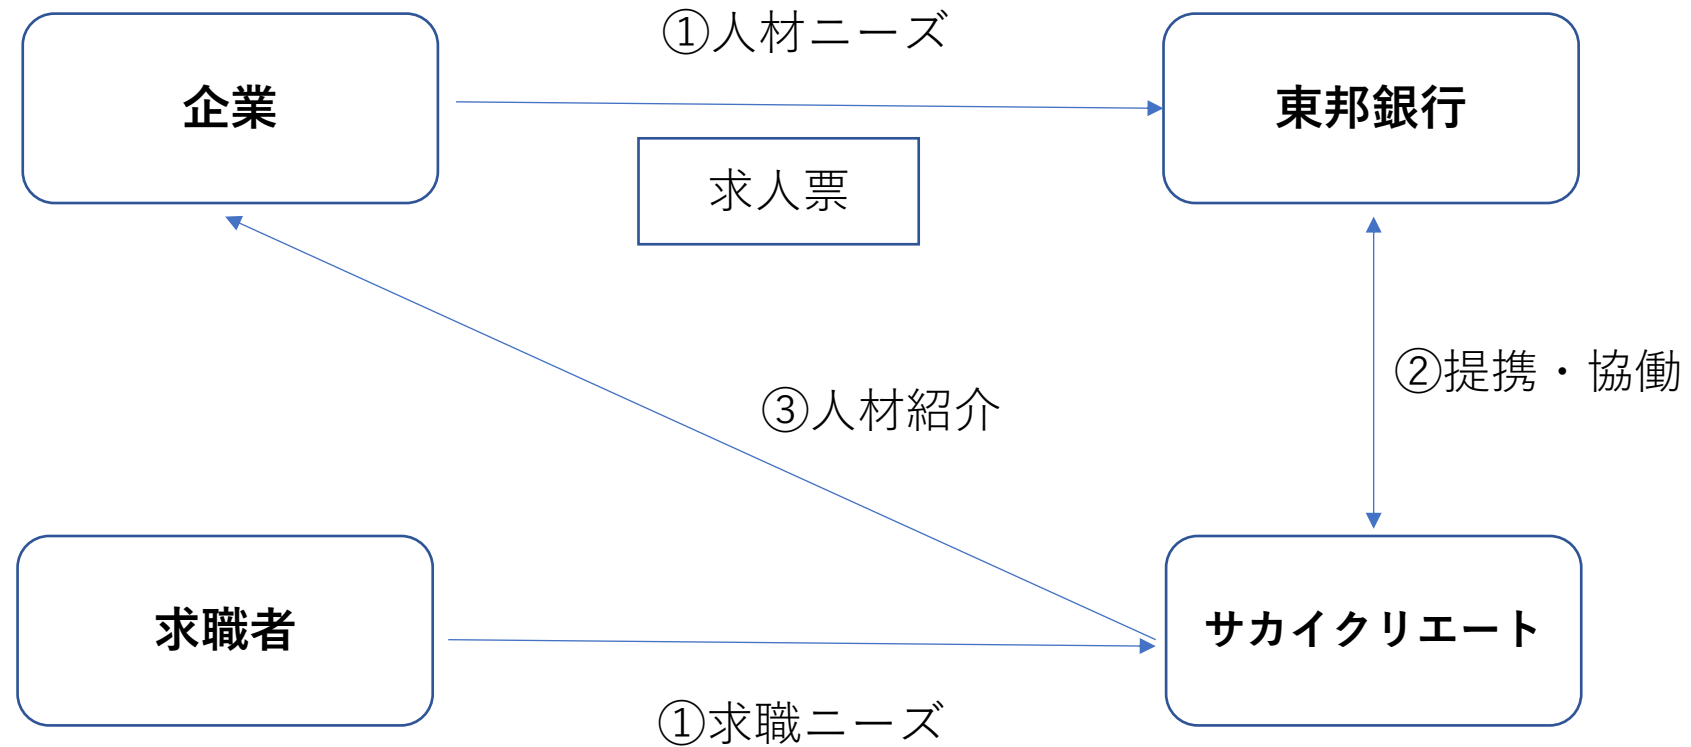 ①人材ニーズ
企業
東邦銀行
求人票
②提携・協働
③人材紹介
求職者
サカイクリエート
①求職ニーズ